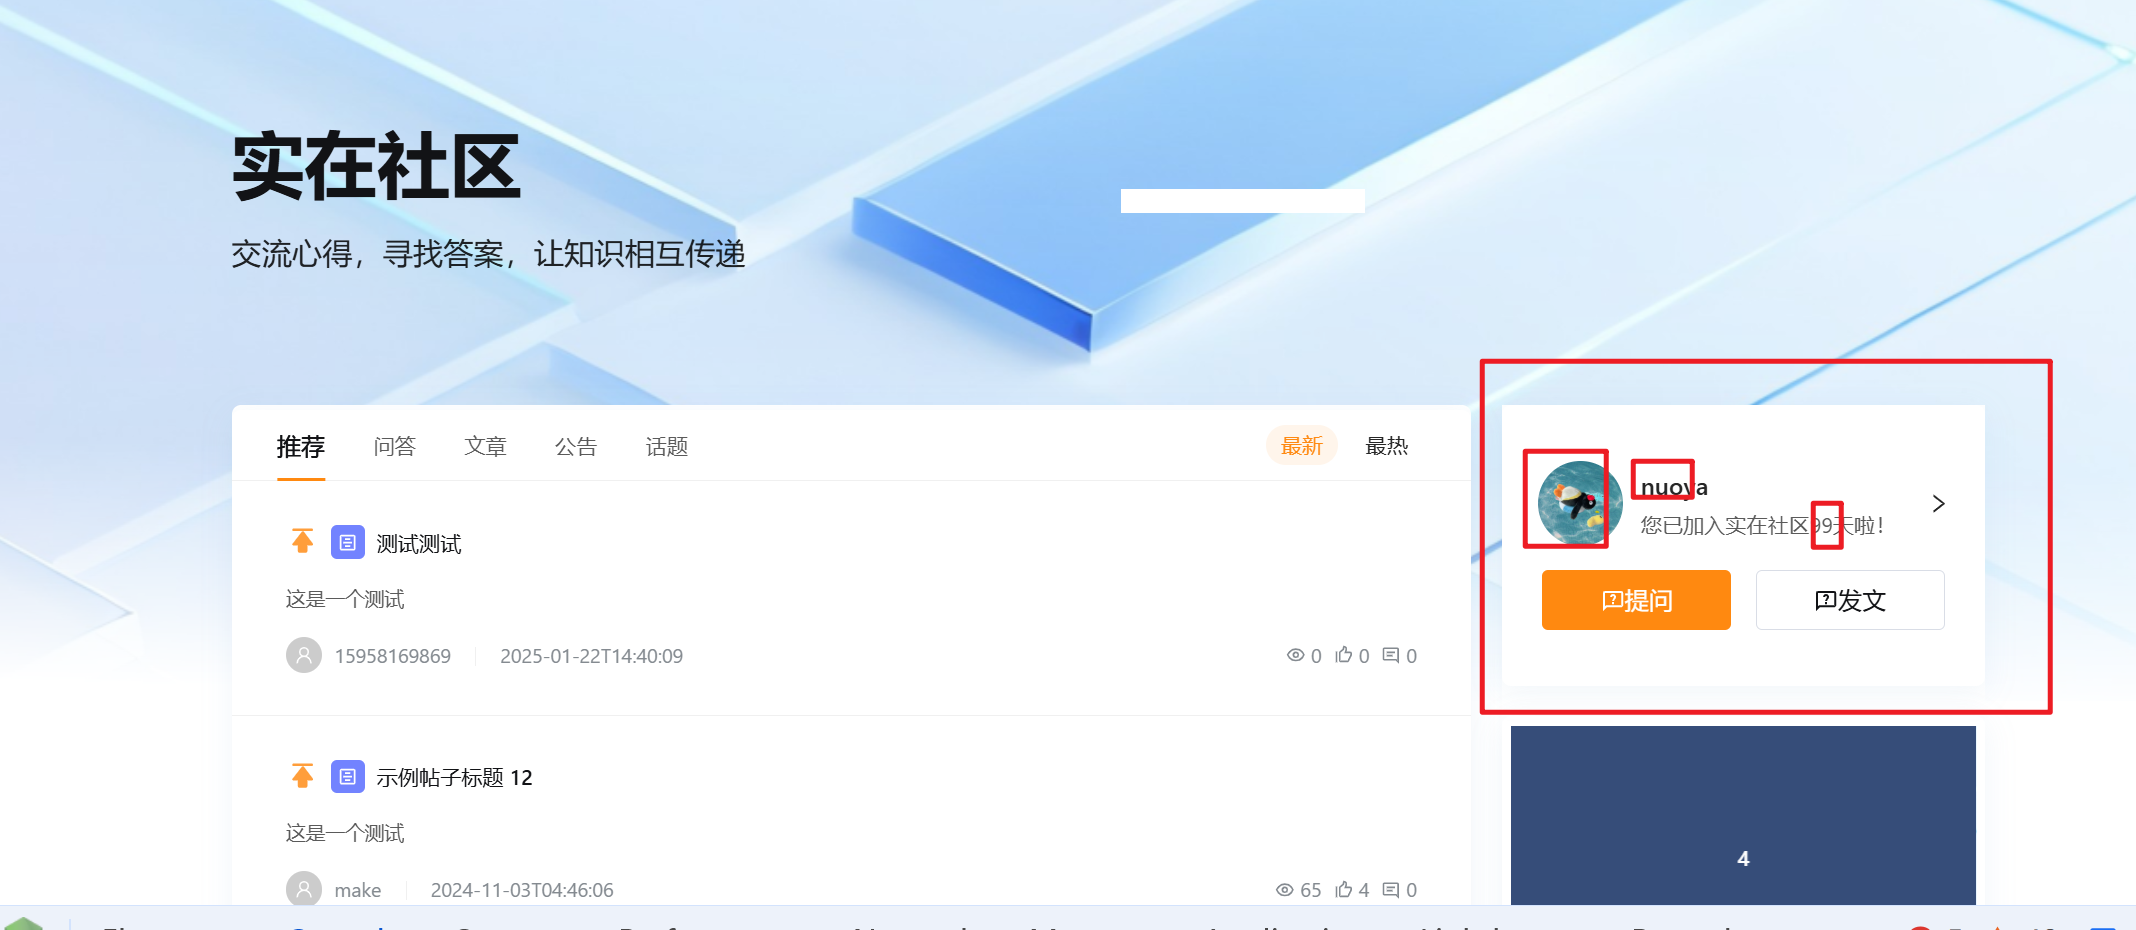 实在社区
交流心得，寻找答案，让知识相互传递
推荐 问答 文章 公告 话题 最新 最热
测试测试
这是一个测试
15958169869 2025-01-22T14:40:09 0 0 0
示例帖子标题 12
这是一个测试
make 2024-11-03T04:46:06 65 4 0
nuoya
您已加入实在社区99天啦！
提问 发文
4